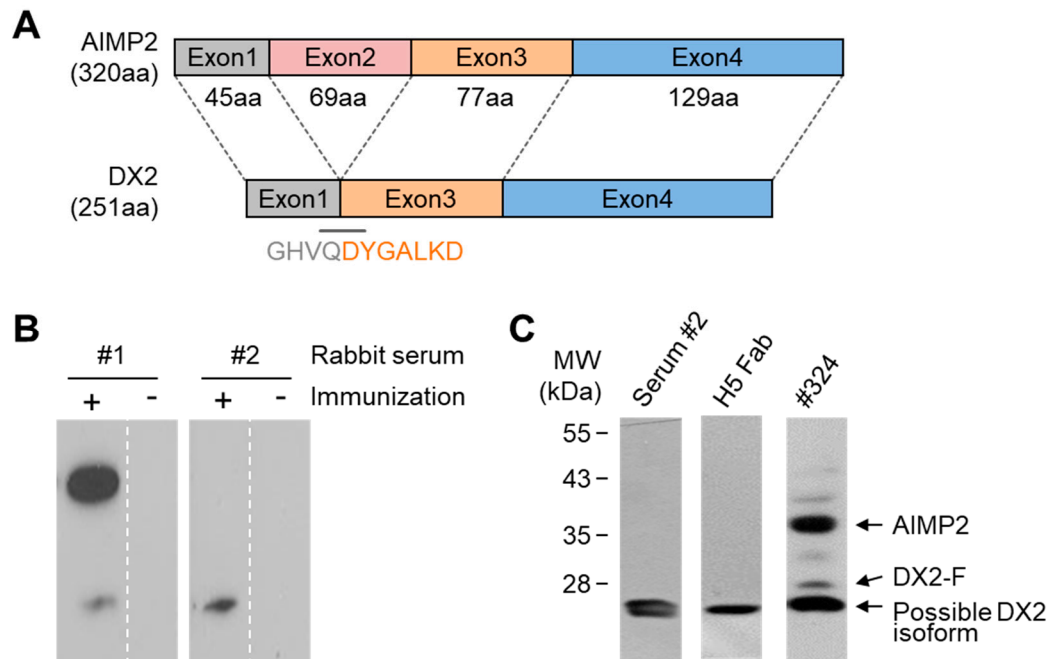 A
AIMP2
(320aa)
Exon1 Exon2 Exon3 Exon4
45aa 69aa 77aa 129aa
DX2
(251aa)
Exon1 Exon3 Exon4
GHVQDYGALKD
B
#1 #2 Rabbit serum
+ - + - Immunization
C
MW
(kDa)
Serum #2
H5 Fab
#324
55
43
35
28
AIMP2
DX2-F
Possible DX2
isoform